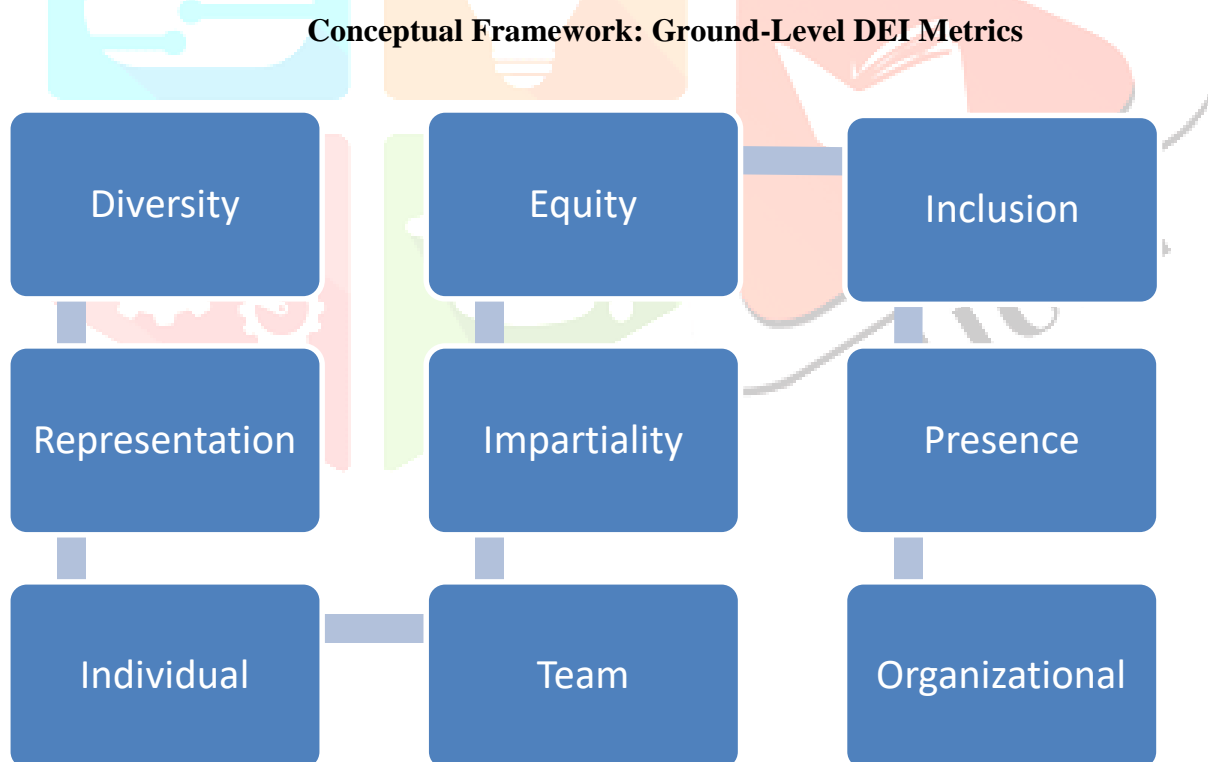 Conceptual Framework: Ground-Level DEI Metrics
Diversity
Equity
Inclusion
Representation
Impartiality
Presence
Individual
Team
Organizational